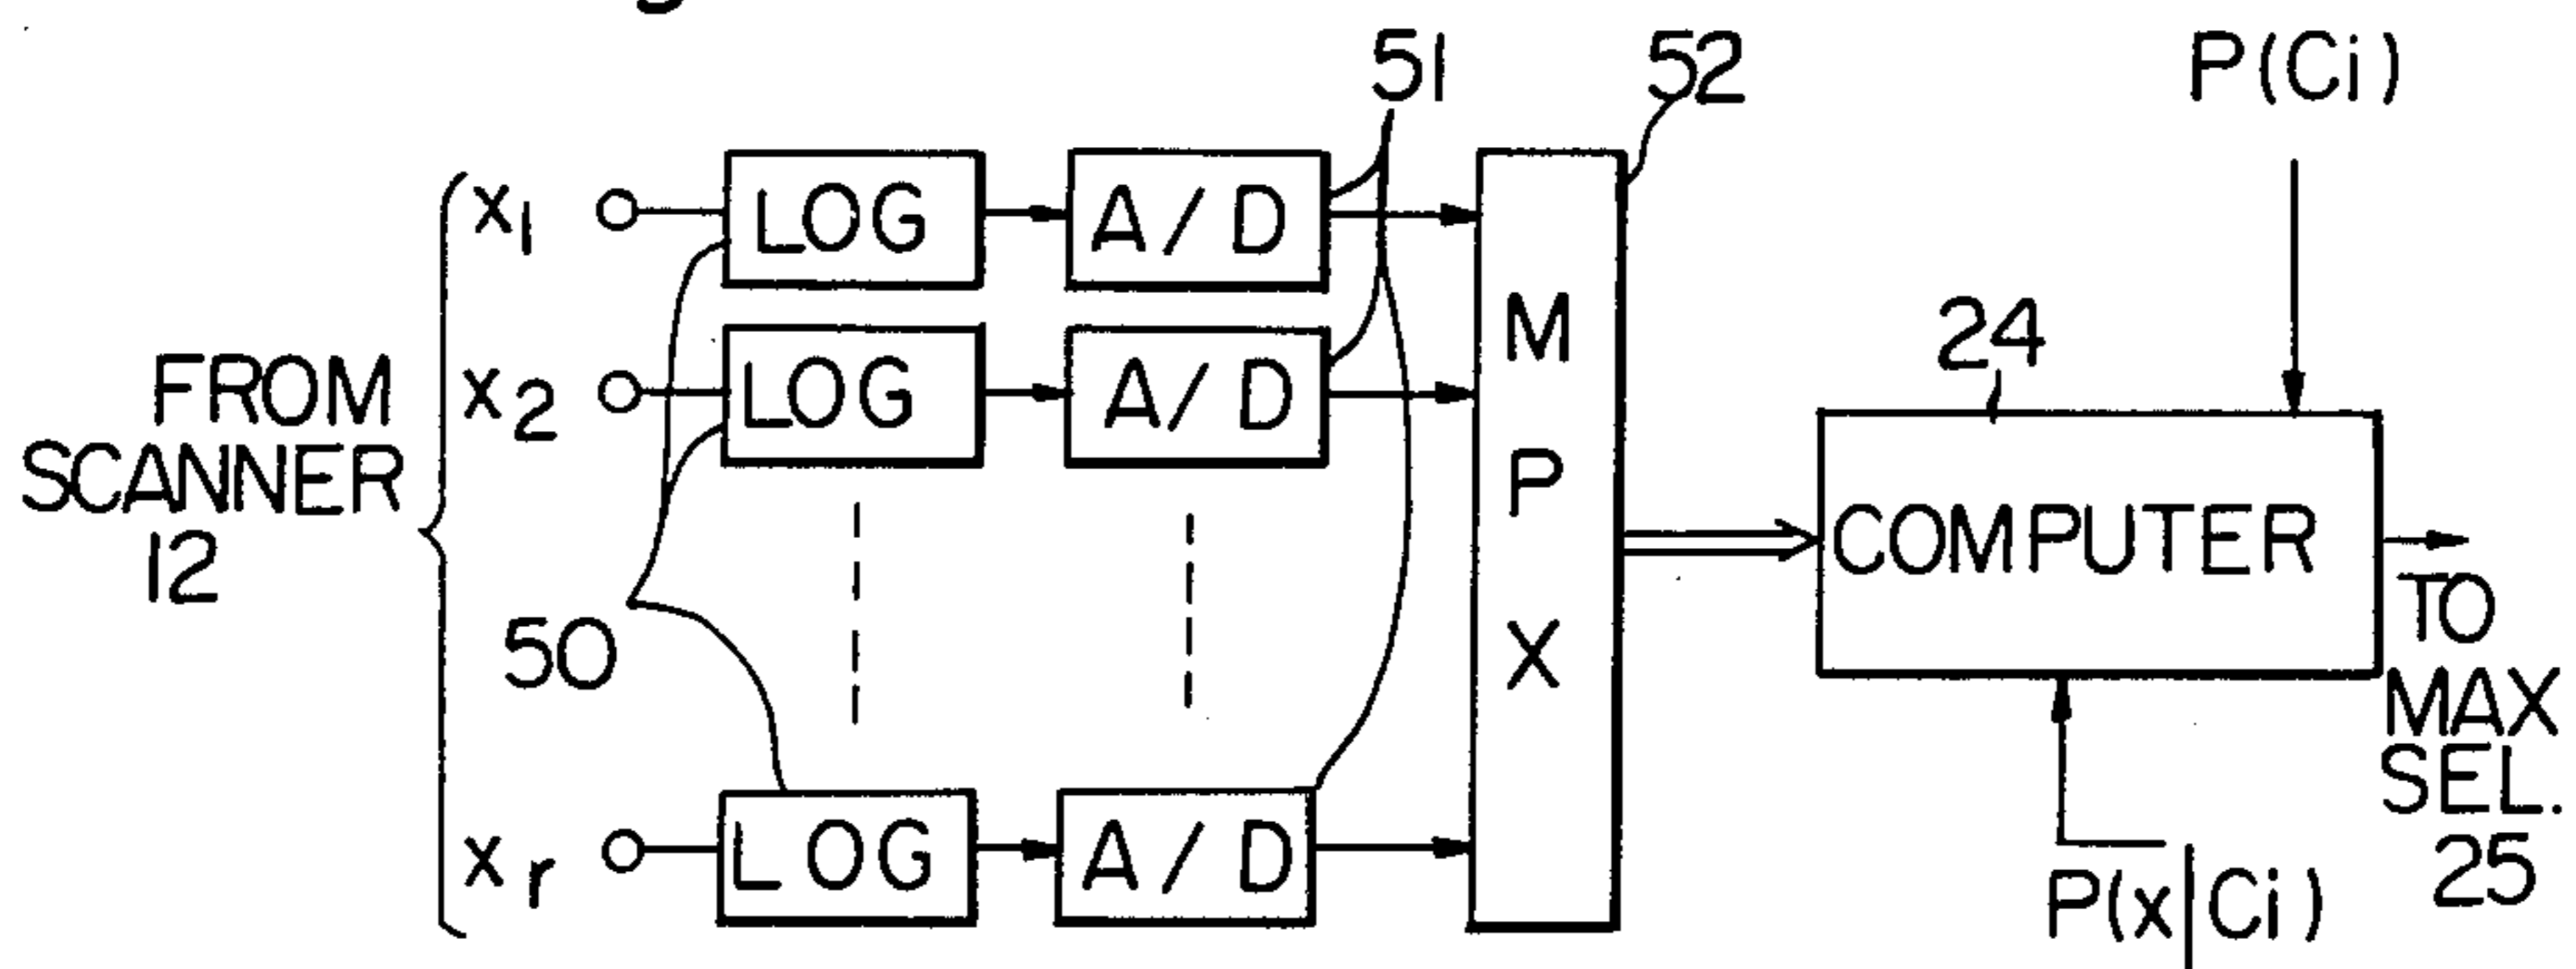 51
52
P(Ci)
x1
LOG
A/D
x2
LOG
A/D
FROM
SCANNER
12
50
xr
LOG
A/D
M
P
X
24
COMPUTER
TO
MAX
SEL.
25
P(x|Ci)